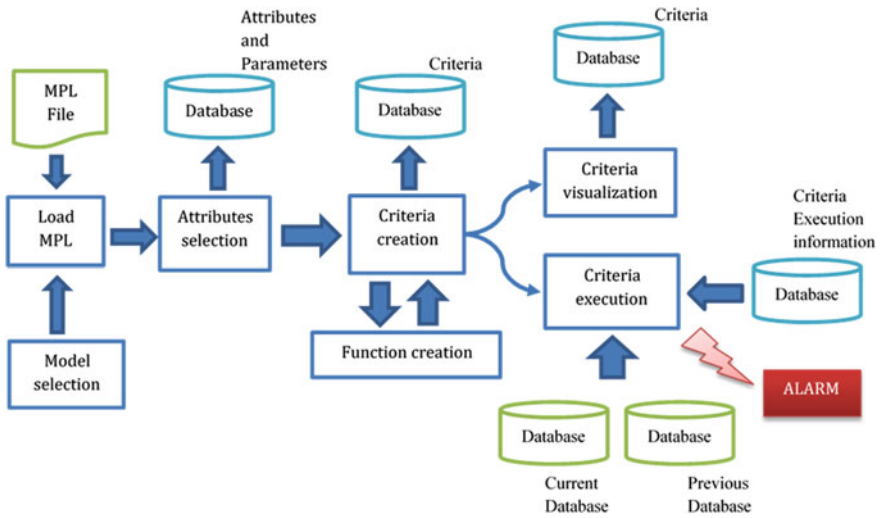 Attributes
and
Parameters
Criteria
Criteria
MPL
File
Database
Database
Database
Load
MPL
Attributes
selection
Criteria
creation
Criteria
visualization
Criteria
Execution
information
Criteria
execution
Database
Model
selection
Function creation
ALARM
Database
Database
Current
Database
Previous
Database